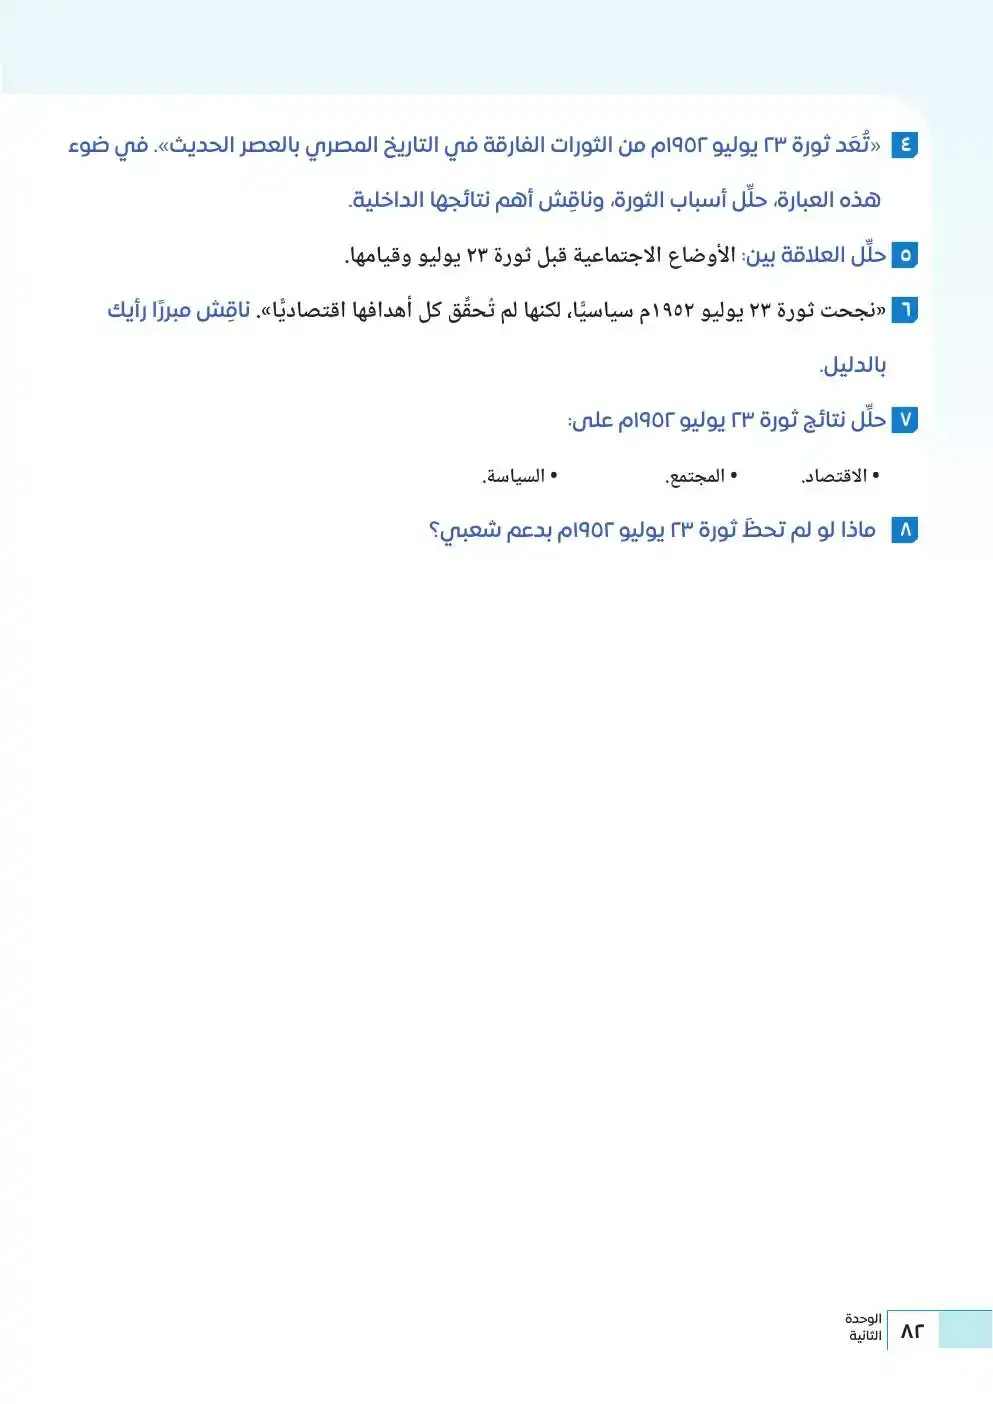 ٤ «تُعَد ثورة ٢٣ يوليو ١٩٥٢م من الثورات الفارقة في التاريخ المصري بالعصر الحديث». في ضوء
هذه العبارة، حلِّل أسباب الثورة، وناقِش أهم نتائجها الداخلية.
٥ حلِّل العلاقة بين: الأوضاع الاجتماعية قبل ثورة ٢٣ يوليو وقيامها.
٦ «نجحت ثورة ٢٣ يوليو ١٩٥٢م سياسيًّا، لكنها لم تُحقِّق كل أهدافها اقتصاديًّا». ناقِش مبررًا رأيك
بالدليل.
٧ حلِّل نتائج ثورة ٢٣ يوليو ١٩٥٢م على:
• الاقتصاد. • المجتمع. • السياسة.
٨ ماذا لو لم تحظَ ثورة ٢٣ يوليو ١٩٥٢م بدعم شعبي؟
٨٢ الوحدة
الثانية